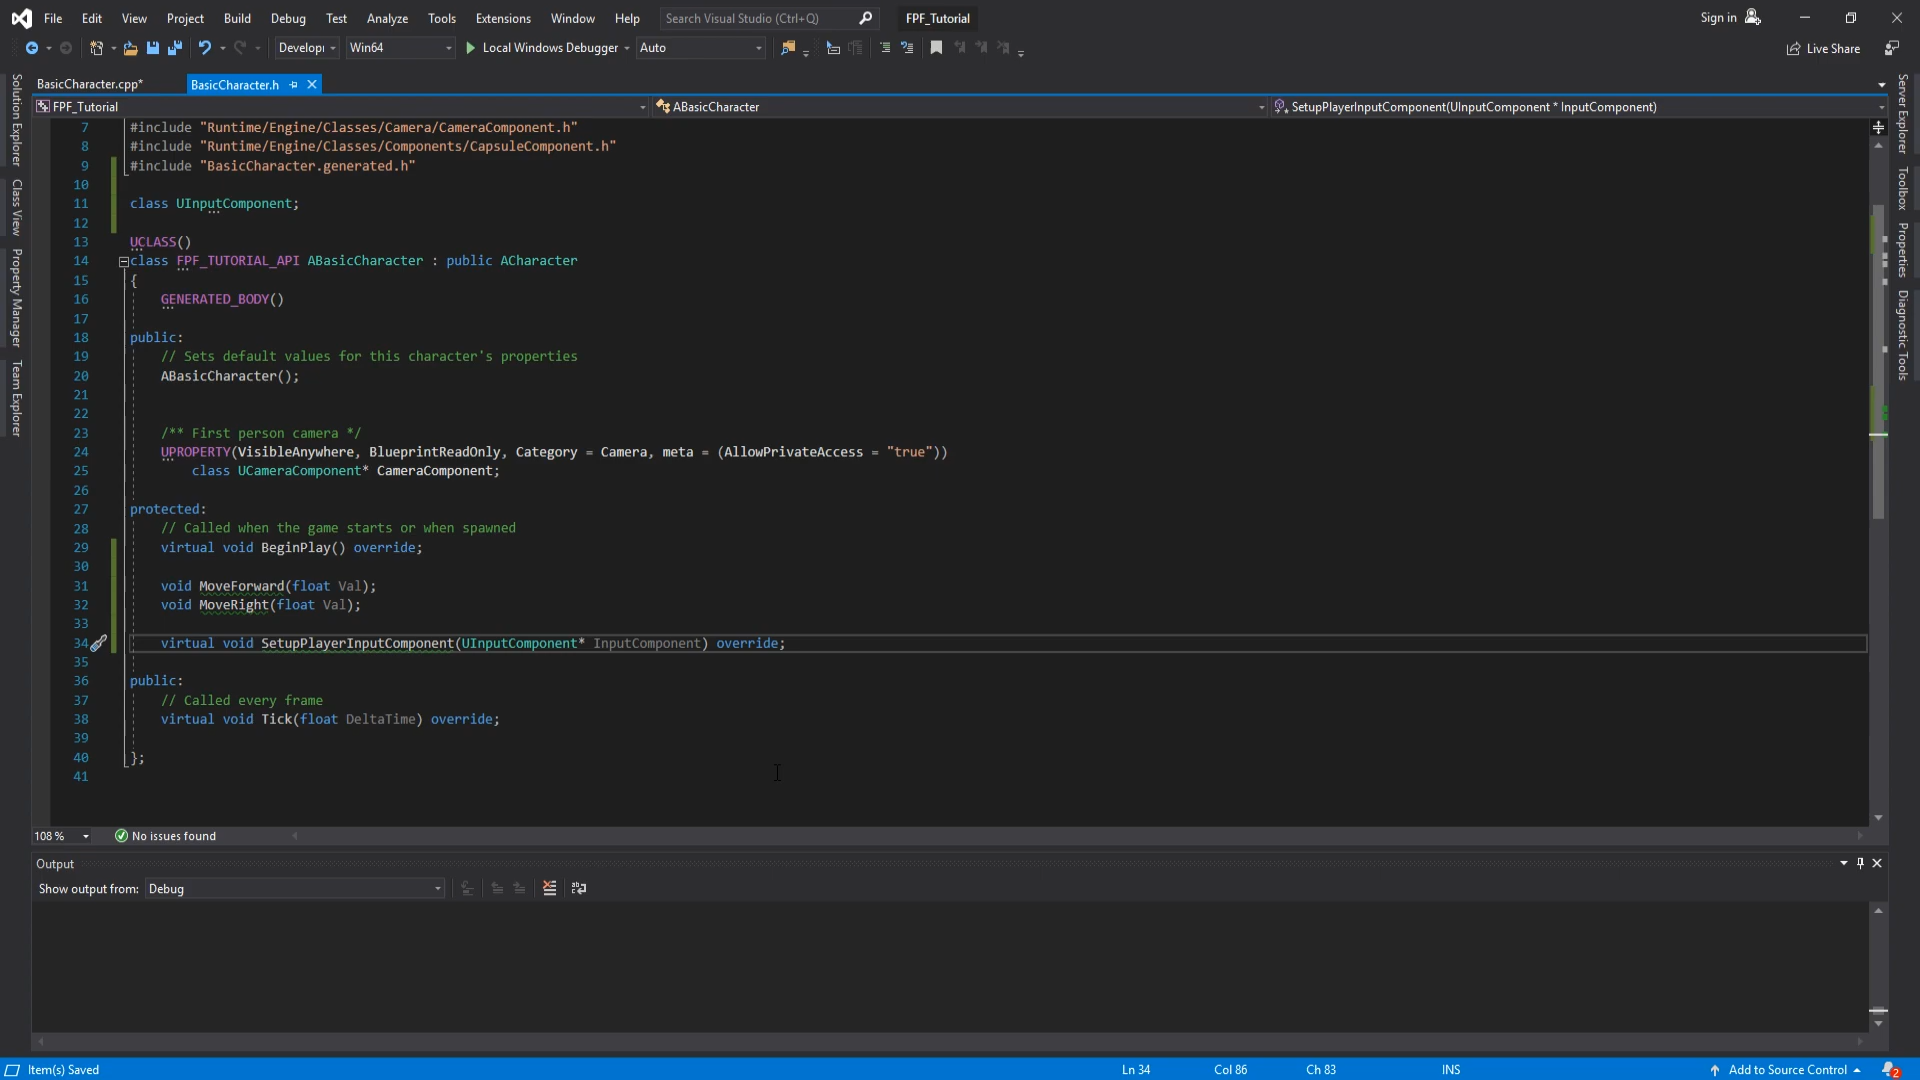 File Edit View Project Build Debug Test Analyze Tools Extensions Window Help Search Visual Studio (Ctrl+Q) FPF_Tutorial Sign in
Develop Win64 Local Windows Debugger Auto Live Share
BasicCharacter.cpp* BasicCharacter.h
FPF_Tutorial ABasicCharacter SetupPlayerInputComponent(UInputComponent * InputComponent)
Solution Explorer
Class View
Property Manager
Team Explorer
7 #include "Runtime/Engine/Classes/Camera/CameraComponent.h"
8 #include "Runtime/Engine/Classes/Components/CapsuleComponent.h"
9 #include "BasicCharacter.generated.h"
10
11 class UInputComponent;
12
13 UCLASS()
14 class FPF_TUTORIAL_API ABasicCharacter : public ACharacter
15 {
16 GENERATED_BODY()
17
18 public:
19 // Sets default values for this character's properties
20 ABasicCharacter();
21
22
23 /** First person camera */
24 UPROPERTY(VisibleAnywhere, BlueprintReadOnly, Category = Camera, meta = (AllowPrivateAccess = "true"))
25 class UCameraComponent* CameraComponent;
26
27 protected:
28 // Called when the game starts or when spawned
29 virtual void BeginPlay() override;
30
31 void MoveForward(float Val);
32 void MoveRight(float Val);
33
34 virtual void SetupPlayerInputComponent(UInputComponent* InputComponent) override;
35
36 public:
37 // Called every frame
38 virtual void Tick(float DeltaTime) override;
39
40 };
41
Server Explorer
Toolbox
Properties
Diagnostic Tools
108 % No issues found
Output
Show output from: Debug
Item(s) Saved Ln 34 Col 86 Ch 83 INS Add to Source Control 2